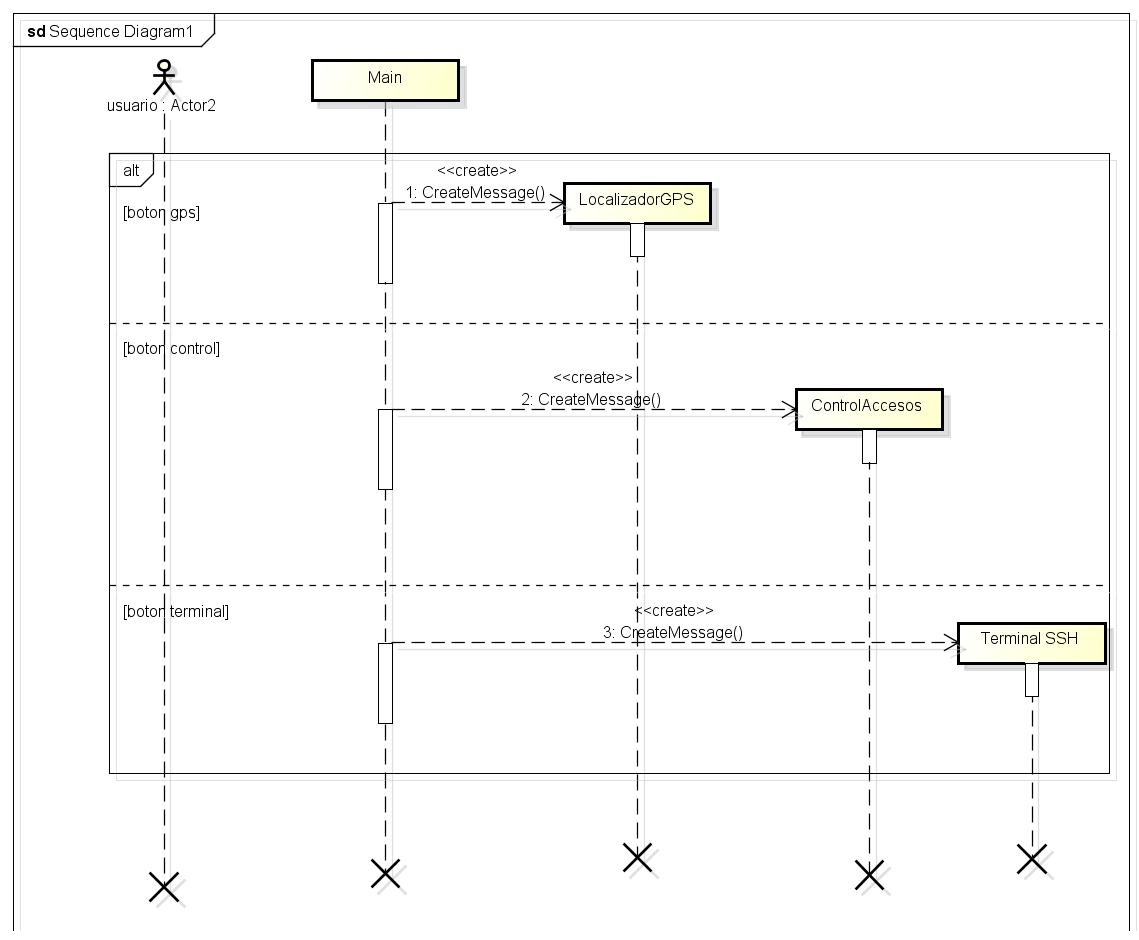 sd Sequence Diagram1
usuario : Actor2
Main
alt
<<create>>
1: CreateMessage()
LocalizadorGPS
[boton gps]
[boton control]
<<create>>
2: CreateMessage()
ControlAccesos
[boton terminal]
<<create>>
3: CreateMessage()
Terminal SSH